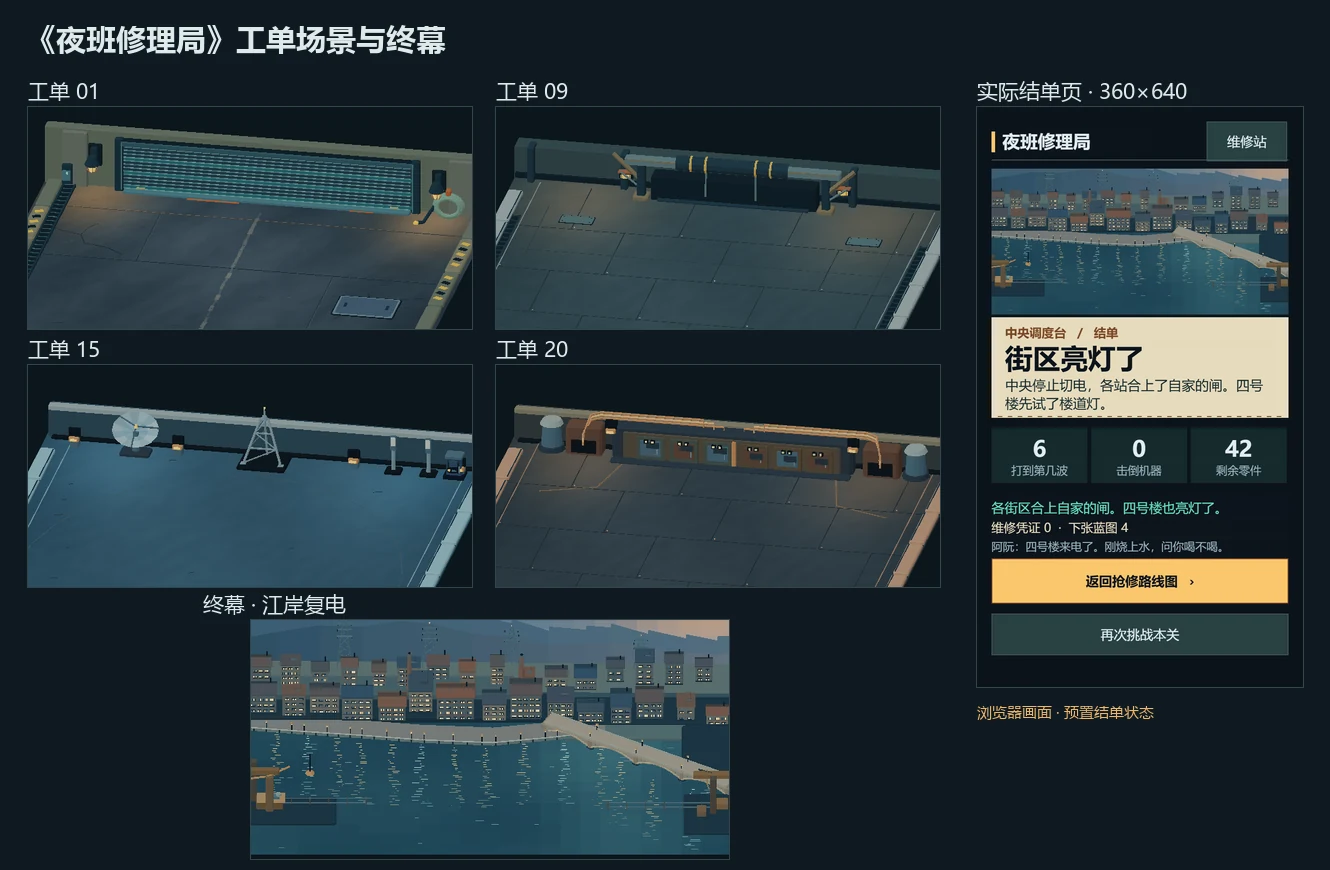 《夜班修理局》工单场景与终幕
工单 01
工单 09
工单 15
工单 20
终幕 · 江岸复电
实际结单页 · 360×640
夜班修理局
维修站
中央调度台 / 结单
街区亮灯了
中央停止切电，各站合上了自家的闸。四号
楼先试了楼道灯。
6
打到第几波
0
击倒机器
42
剩余零件
各街区合上自家的闸。四号楼也亮灯了。
维修凭证 0 · 下张蓝图 4
阿阮：四号楼来电了。刚烧上水，问你喝不喝。
返回抢修路线图 ›
再次挑战本关
浏览器画面 · 预置结单状态